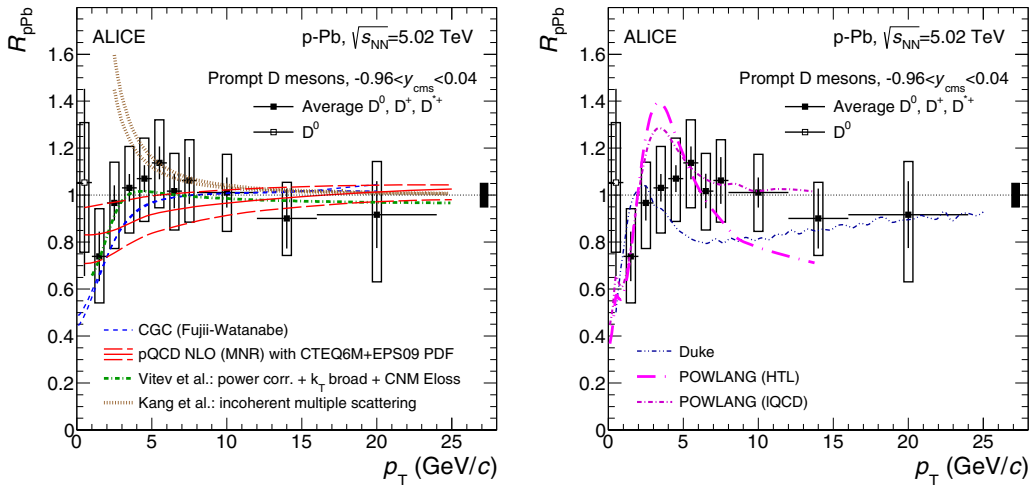 R_pPb
ALICE
p-Pb, √s_NN=5.02 TeV
Prompt D mesons, -0.96<y_cms<0.04
Average D⁰, D⁺, D*⁺
D⁰
CGC (Fujii-Watanabe)
pQCD NLO (MNR) with CTEQ6M+EPS09 PDF
Vitev et al.: power corr. + k_T broad + CNM Eloss
Kang et al.: incoherent multiple scattering
1.6
1.4
1.2
1
0.8
0.6
0.4
0.2
0
0 5 10 15 20 25
p_T (GeV/c)
R_pPb
ALICE
p-Pb, √s_NN=5.02 TeV
Prompt D mesons, -0.96<y_cms<0.04
Average D⁰, D⁺, D*⁺
D⁰
Duke
POWLANG (HTL)
POWLANG (lQCD)
1.6
1.4
1.2
1
0.8
0.6
0.4
0.2
0
0 5 10 15 20 25
p_T (GeV/c)